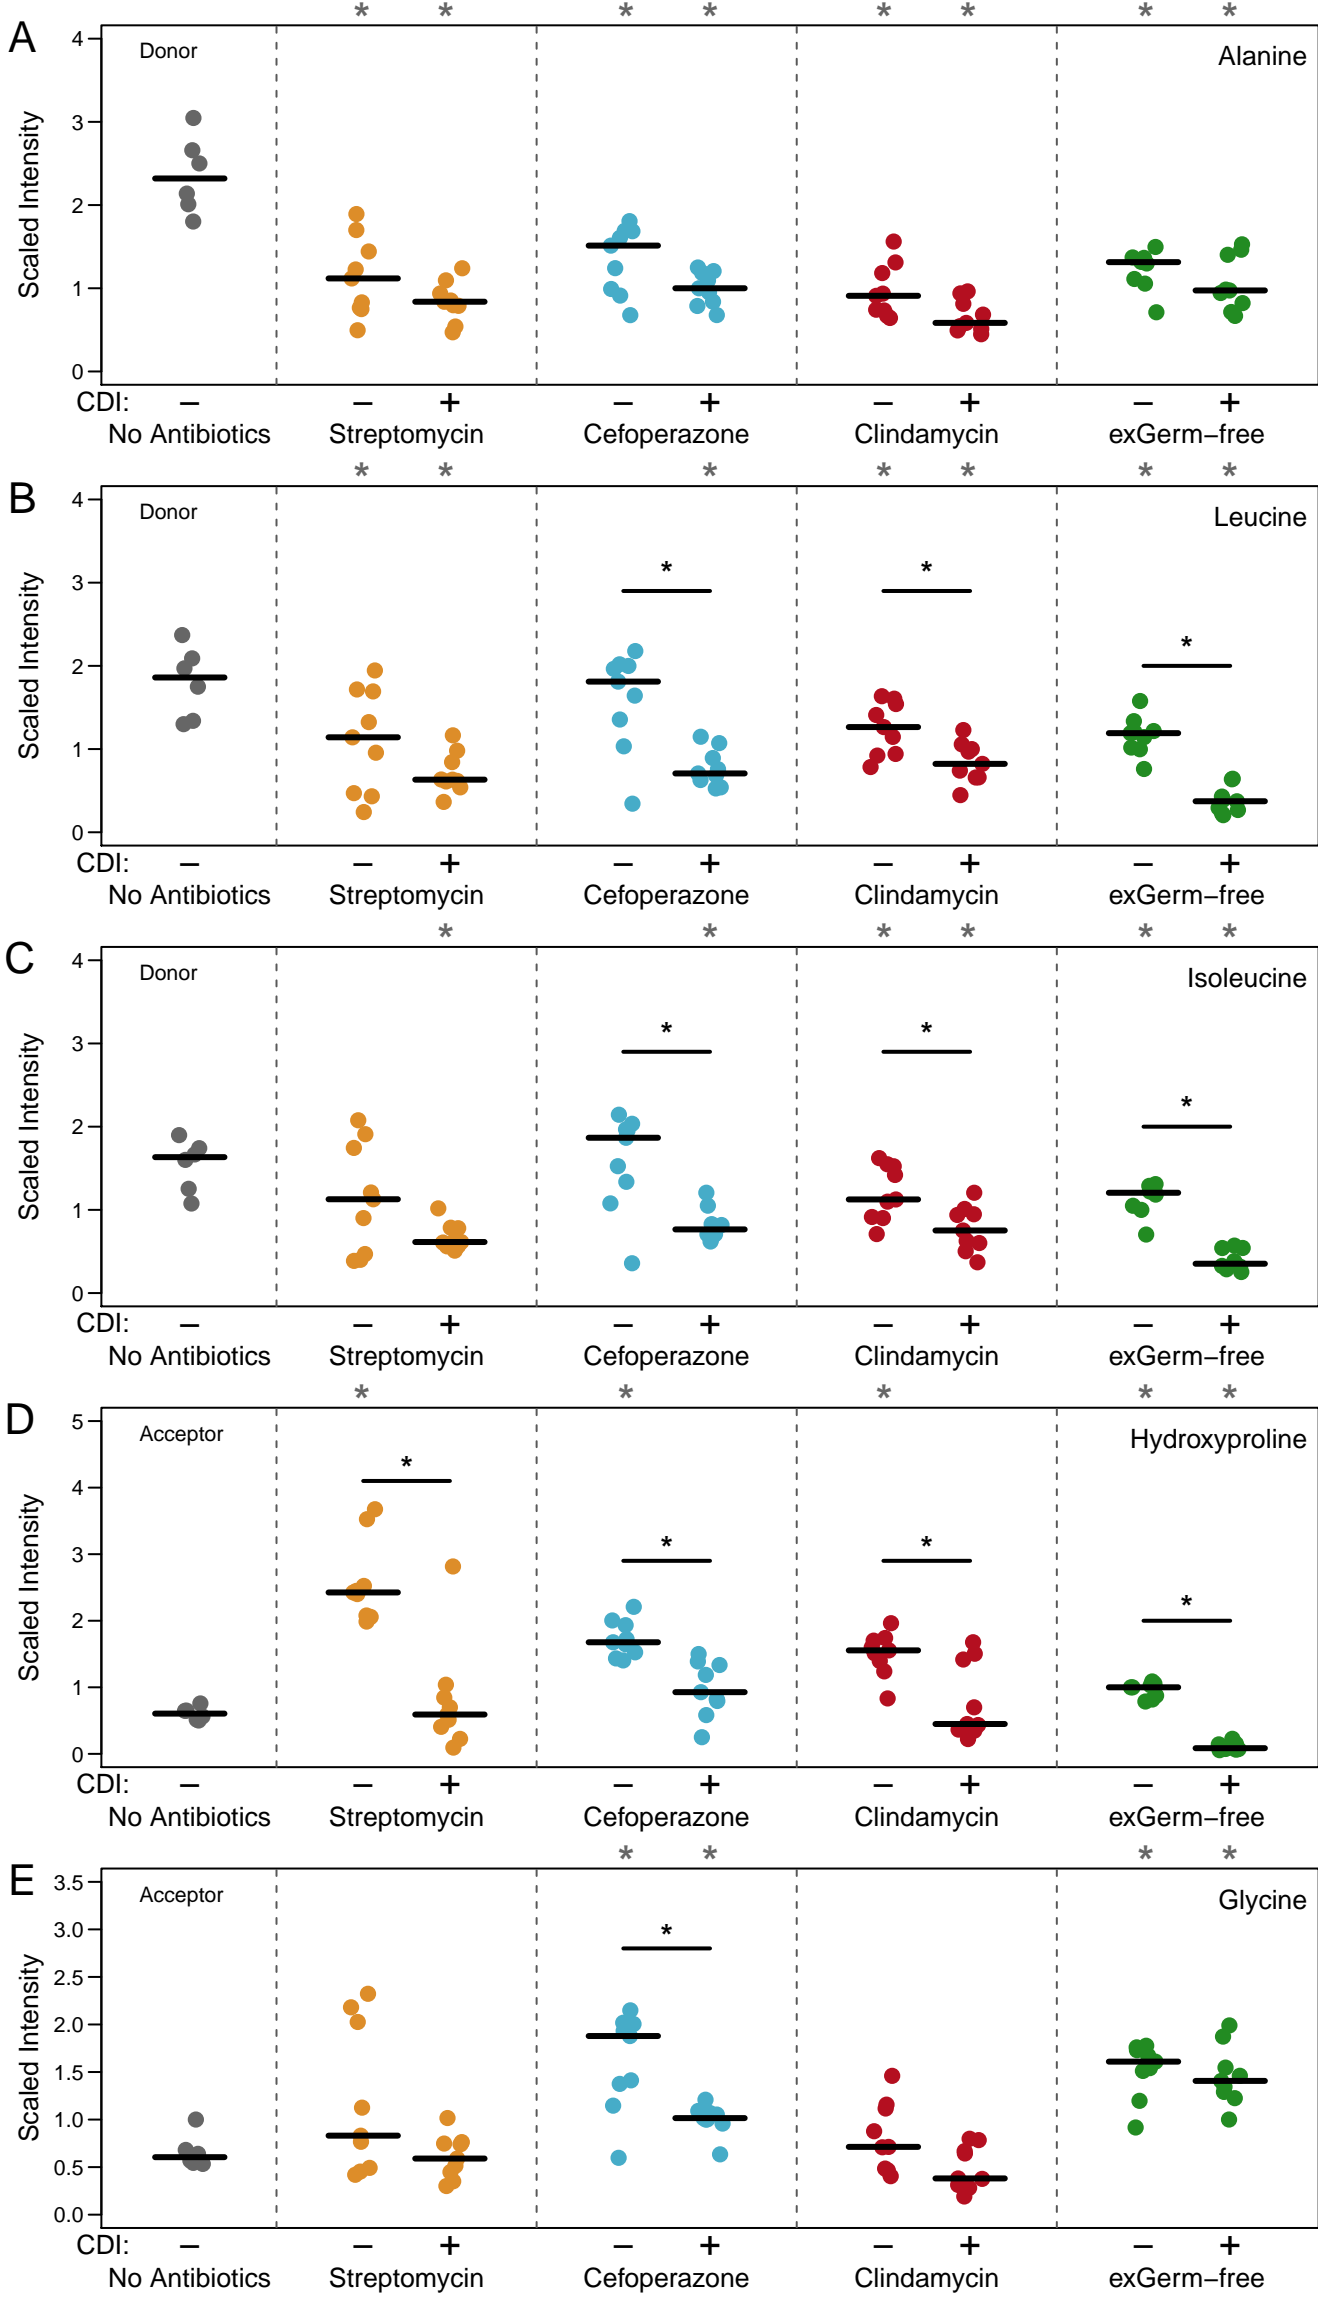 * * * * * * * *
A
Donor
Alanine
Scaled Intensity
4
3
2
1
0
CDI: − − + − + − + − +
No Antibiotics Streptomycin Cefoperazone Clindamycin exGerm−free
* * * * * * *
B
Donor
Leucine
Scaled Intensity
4
3
2
1
0
* * *
CDI: − − + − + − + − +
No Antibiotics Streptomycin Cefoperazone Clindamycin exGerm−free
* * * * * *
C
Donor
Isoleucine
Scaled Intensity
4
3
2
1
0
* * *
CDI: − − + − + − + − +
No Antibiotics Streptomycin Cefoperazone Clindamycin exGerm−free
* * * * *
D
Acceptor
Hydroxyproline
Scaled Intensity
5
4
3
2
1
0
* * * *
CDI: − − + − + − + − +
No Antibiotics Streptomycin Cefoperazone Clindamycin exGerm−free
* * * *
E
Acceptor
Glycine
Scaled Intensity
3.5
3.0
2.5
2.0
1.5
1.0
0.5
0.0
*
CDI: − − + − + − + − +
No Antibiotics Streptomycin Cefoperazone Clindamycin exGerm−free